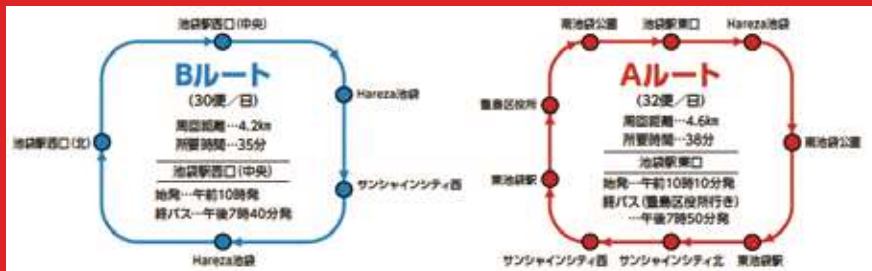 池袋駅西口(中央)
Bルート
(30便/日)
周回距離…4.2km
所要時間…35分
池袋駅西口(中央)
始発…午前10時発
終バス…午後7時40分発
Hareza池袋
サンシャインシティ西
Hareza池袋
池袋駅西口(北)
南池袋公園
池袋駅東口
Hareza池袋
Aルート
(32便/日)
周回距離…4.6km
所要時間…38分
池袋駅東口
始発…午前10時10分発
終バス(豊島区役所行き)
…午後7時50分発
豊島区役所
南池袋公園
東池袋駅
サンシャインシティ西
サンシャインシティ北
東池袋駅